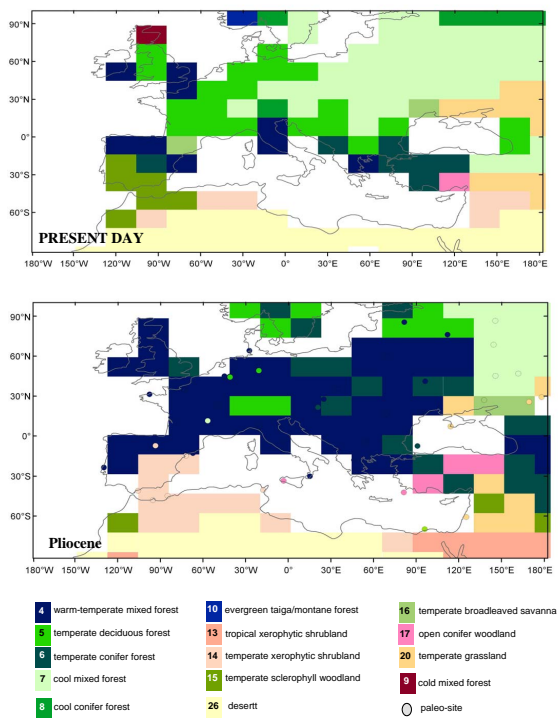 90°N
60°N
30°N
0°
30°S
60°S
PRESENT DAY
180°W 150°W 120°W 90°W 60°W 30°W 0° 30°E 60°E 90°E 120°E 150°E 180°E
90°N
60°N
30°N
0°
30°S
60°S
Pliocene
180°W 150°W 120°W 90°W 60°W 30°W 0° 30°E 60°E 90°E 120°E 150°E 180°E
4 warm-temperate mixed forest
5 temperate deciduous forest
6 temperate conifer forest
7 cool mixed forest
8 cool conifer forest
10 evergreen taiga/montane forest
13 tropical xerophytic shrubland
14 temperate xerophytic shrubland
15 temperate sclerophyll woodland
26 desertt
16 temperate broadleaved savanna
17 open conifer woodland
20 temperate grassland
9 cold mixed forest
paleo-site